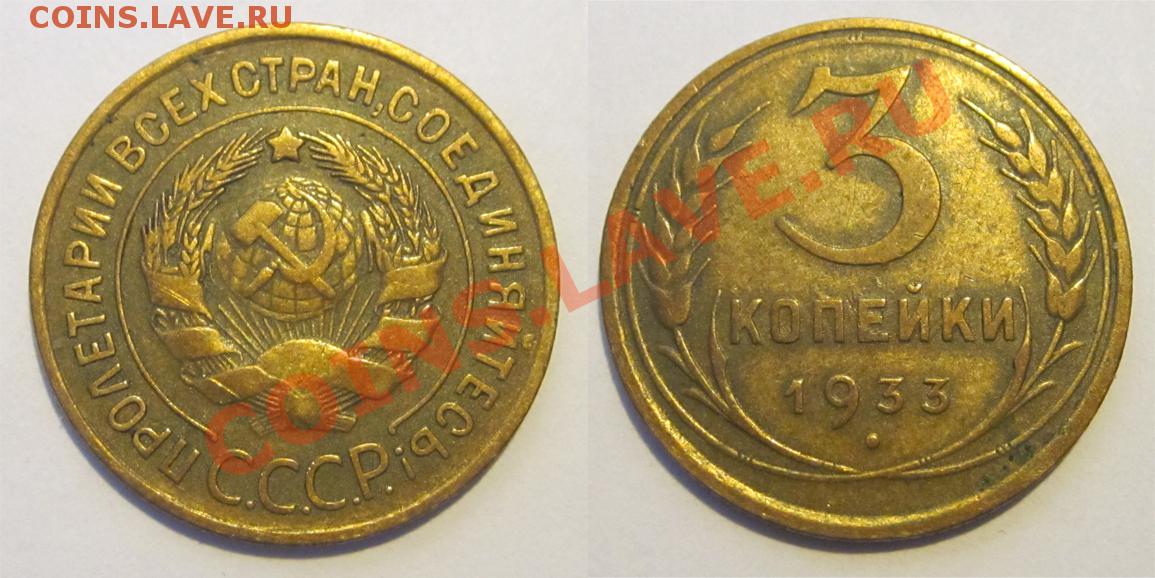 COINS.LAVE.RU
ПРОЛЕТАРИИ ВСЕХ СТРАН, СОЕДИНЯЙТЕСЬ!
С.С.С.Р.
3
КОПЕЙКИ
1933
COINS.LAVE.RU